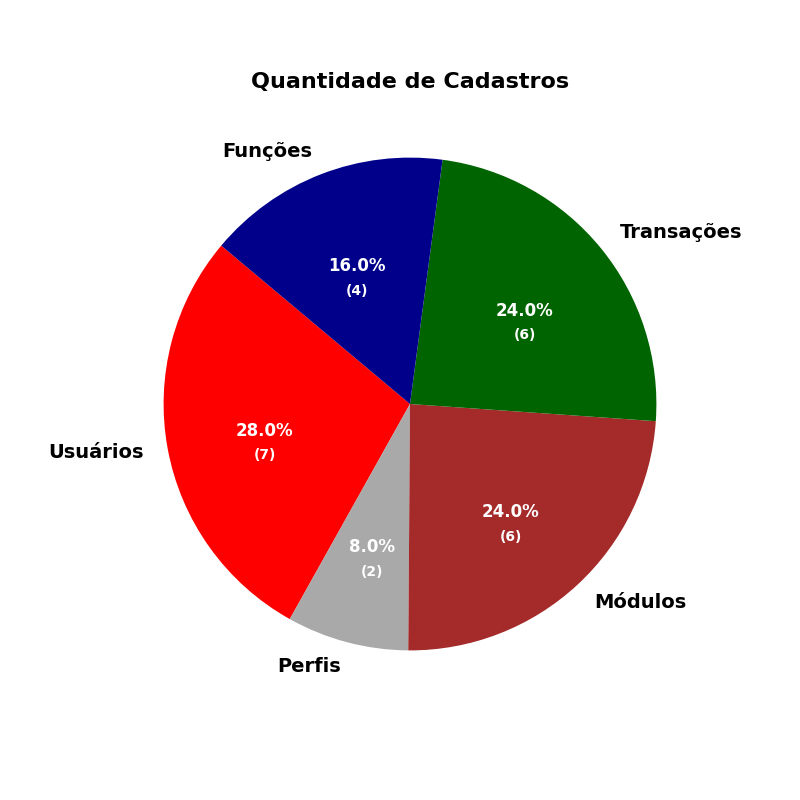 Quantidade de Cadastros
Funções
16.0%
(4)
Transações
24.0%
(6)
Usuários
28.0%
(7)
Perfis
8.0%
(2)
Módulos
24.0%
(6)